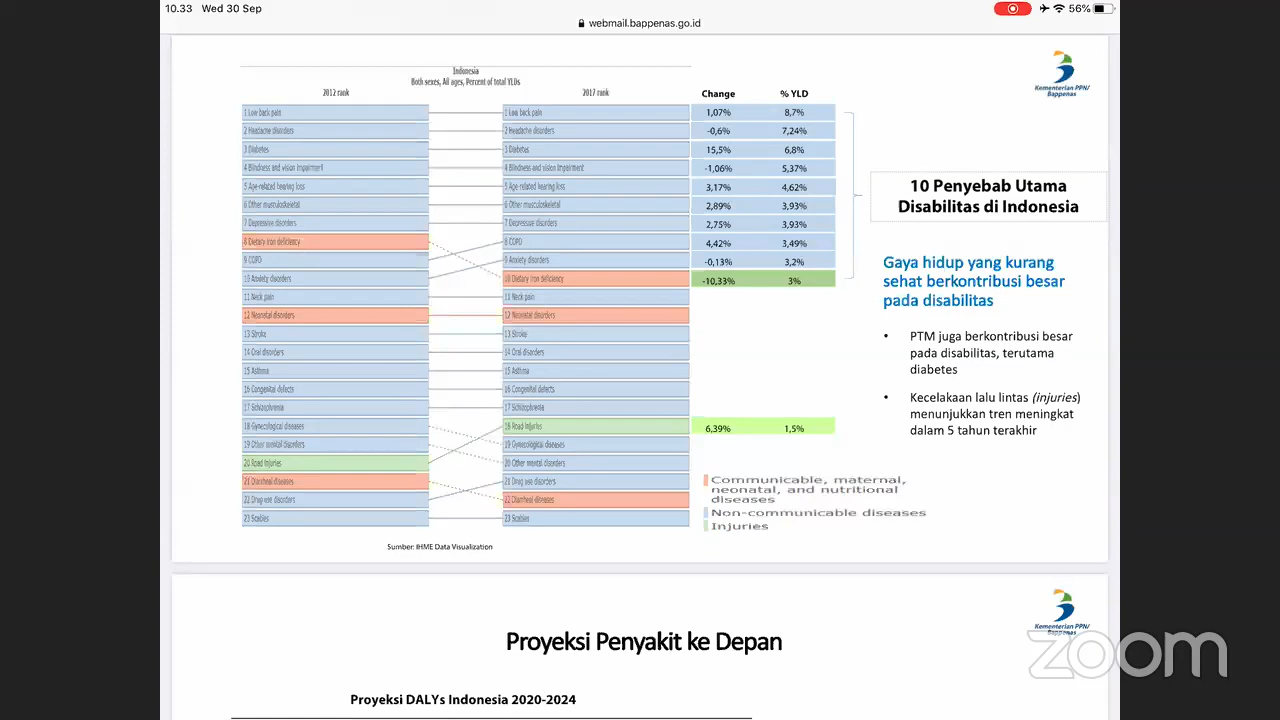 10.33 Wed 30 Sep
56%
webmail.bappenas.go.id
Kementerian PPN/
Bappenas
Indonesia
Both sexes, All ages, Percent of total YLDs
2012 rank
2017 rank
Change
% YLD
1 Low back pain
1 Low back pain
1,07%
8,7%
2 Headache disorders
2 Headache disorders
-0,6%
7,24%
3 Diabetes
3 Diabetes
15,5%
6,8%
4 Blindness and vision impairment
4 Blindness and vision impairment
-1,06%
5,37%
5 Age-related hearing loss
5 Age-related hearing loss
3,17%
4,62%
6 Other musculoskeletal
6 Other musculoskeletal
2,89%
3,93%
7 Depressive disorders
7 Depressive disorders
2,75%
3,93%
8 Dietary iron deficiency
8 COPD
4,42%
3,49%
9 COPD
9 Anxiety disorders
-0,13%
3,2%
10 Anxiety disorders
10 Dietary iron deficiency
-10,33%
3%
11 Neck pain
11 Neck pain
12 Neonatal disorders
12 Neonatal disorders
13 Stroke
13 Stroke
14 Oral disorders
14 Oral disorders
15 Asthma
15 Asthma
16 Congenital defects
16 Congenital defects
17 Schizophrenia
17 Schizophrenia
18 Gynecological diseases
18 Road injuries
6,39%
1,5%
19 Other mental disorders
19 Gynecological diseases
20 Road injuries
20 Other mental disorders
21 Diarrheal diseases
21 Drug use disorders
22 Drug use disorders
22 Diarrheal diseases
23 Scabies
23 Scabies
10 Penyebab Utama
Disabilitas di Indonesia
Gaya hidup yang kurang
sehat berkontribusi besar
pada disabilitas
• PTM juga berkontribusi besar
pada disabilitas, terutama
diabetes
• Kecelakaan lalu lintas (injuries)
menunjukkan tren meningkat
dalam 5 tahun terakhir
Communicable, maternal,
neonatal, and nutritional
diseases
Non-communicable diseases
Injuries
Sumber: IHME Data Visualization
Kementerian PPN/
Bappenas
Proyeksi Penyakit ke Depan
zoom
Proyeksi DALYs Indonesia 2020-2024